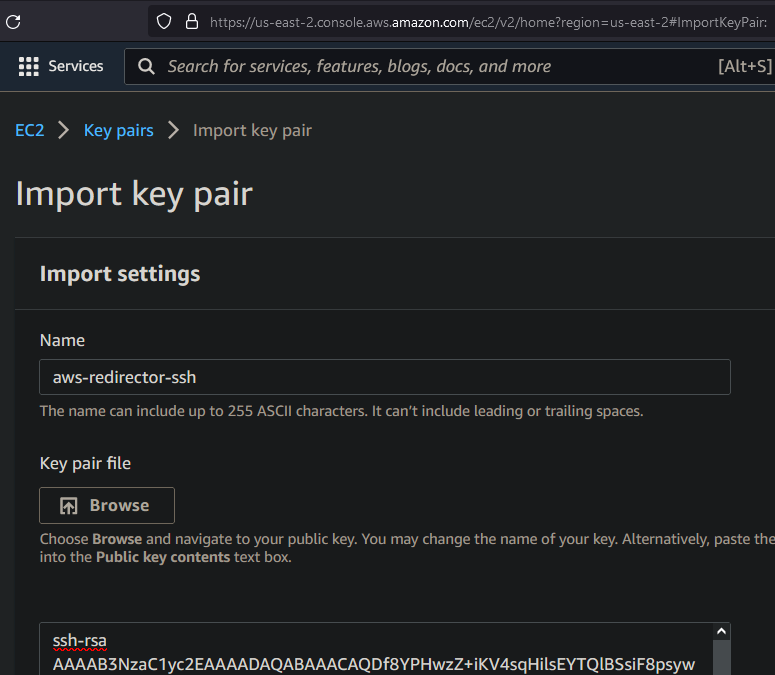 https://us-east-2.console.aws.amazon.com/ec2/v2/home?region=us-east-2#ImportKeyPair:
Services
Search for services, features, blogs, docs, and more
[Alt+S]
EC2 > Key pairs > Import key pair
Import key pair
Import settings
Name
aws-redirector-ssh
The name can include up to 255 ASCII characters. It can't include leading or trailing spaces.
Key pair file
Browse
Choose Browse and navigate to your public key. You may change the name of your key. Alternatively, paste the
into the Public key contents text box.
ssh-rsa
AAAAB3NzaC1yc2EAAAADAQABAAACAQDf8YPHwzZ+iKV4sqHilsEYTQlBSsiF8psyw